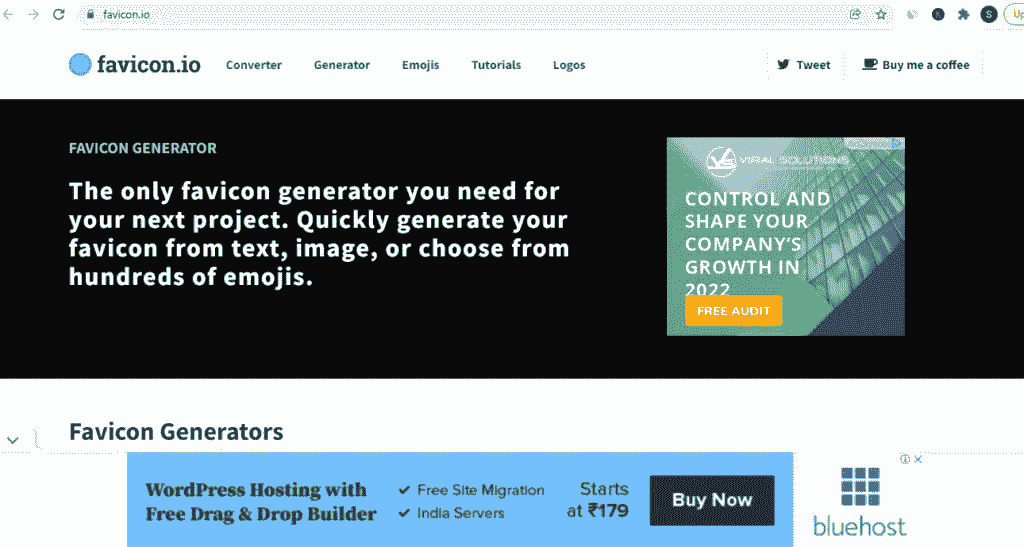 favicon.io
S
Up
favicon.io Converter Generator Emojis Tutorials Logos Tweet Buy me a coffee
FAVICON GENERATOR
The only favicon generator you need for
your next project. Quickly generate your
favicon from text, image, or choose from
hundreds of emojis.
VIRAL SOLUTIONS
CONTROL AND
SHAPE YOUR
COMPANY'S
GROWTH IN
2022
FREE AUDIT
Favicon Generators
WordPress Hosting with
Free Drag & Drop Builder
Free Site Migration
India Servers
Starts
at ₹179
Buy Now
bluehost